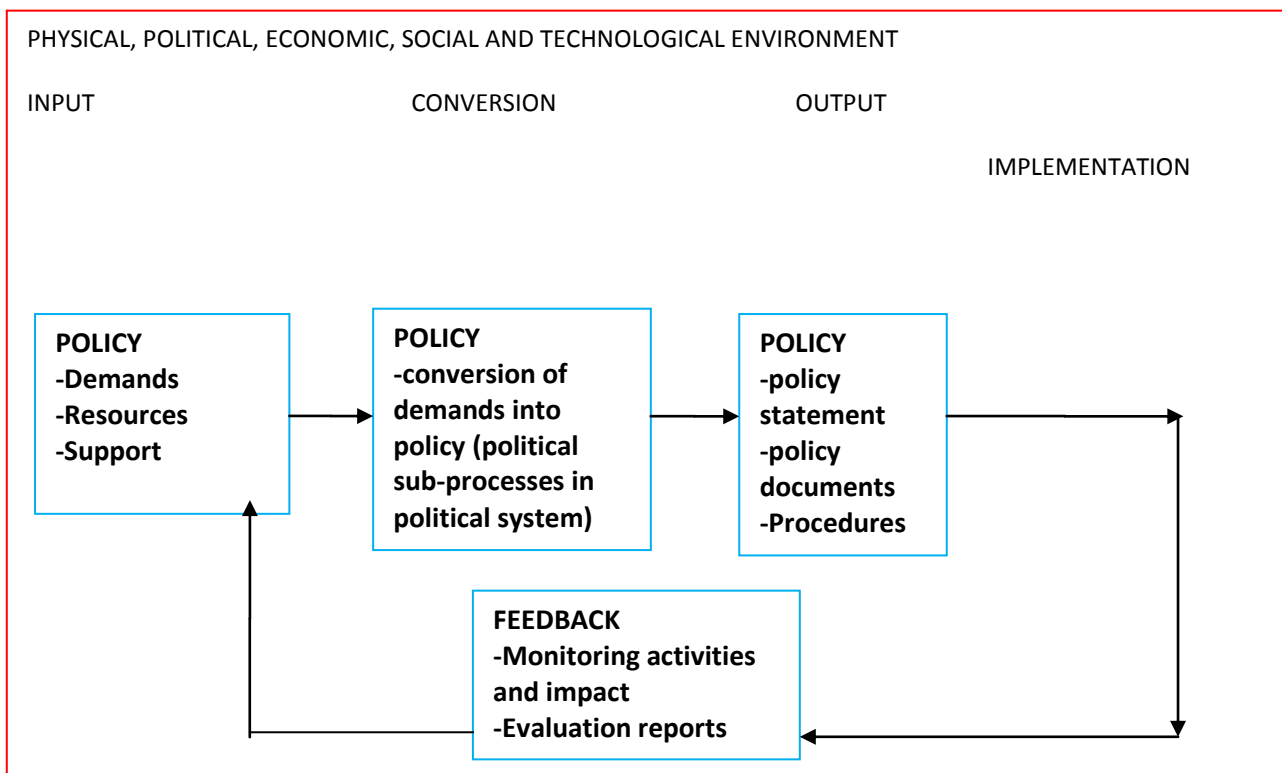 PHYSICAL, POLITICAL, ECONOMIC, SOCIAL AND TECHNOLOGICAL ENVIRONMENT
INPUT CONVERSION OUTPUT
IMPLEMENTATION
POLICY
-Demands
-Resources
-Support
POLICY
-conversion of
demands into
policy (political
sub-processes in
political system)
POLICY
-policy
statement
-policy
documents
-Procedures
FEEDBACK
-Monitoring activities
and impact
-Evaluation reports